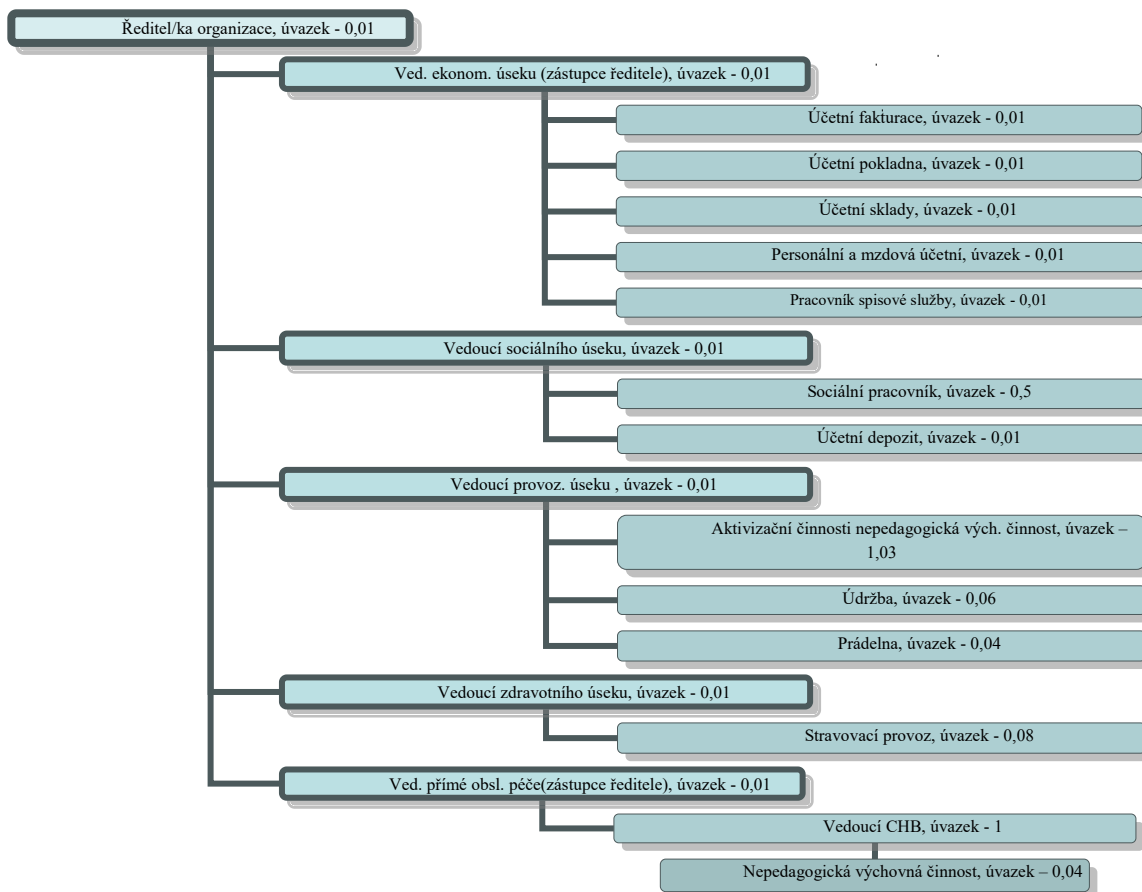 Ředitel/ka organizace, úvazek - 0,01
Ved. ekonom. úseku (zástupce ředitele), úvazek - 0,01
Účetní fakturace, úvazek - 0,01
Účetní pokladna, úvazek - 0,01
Účetní sklady, úvazek - 0,01
Personální a mzdová účetní, úvazek - 0,01
Pracovník spisové služby, úvazek - 0,01
Vedoucí sociálního úseku, úvazek - 0,01
Sociální pracovník, úvazek - 0,5
Účetní depozit, úvazek - 0,01
Vedoucí provoz. úseku , úvazek - 0,01
Aktivizační činnosti nepedagogická vých. činnost, úvazek –
1,03
Údržba, úvazek - 0,06
Prádelna, úvazek - 0,04
Vedoucí zdravotního úseku, úvazek - 0,01
Stravovací provoz, úvazek - 0,08
Ved. přímé obsl. péče(zástupce ředitele), úvazek - 0,01
Vedoucí CHB, úvazek - 1
Nepedagogická výchovná činnost, úvazek – 0,04